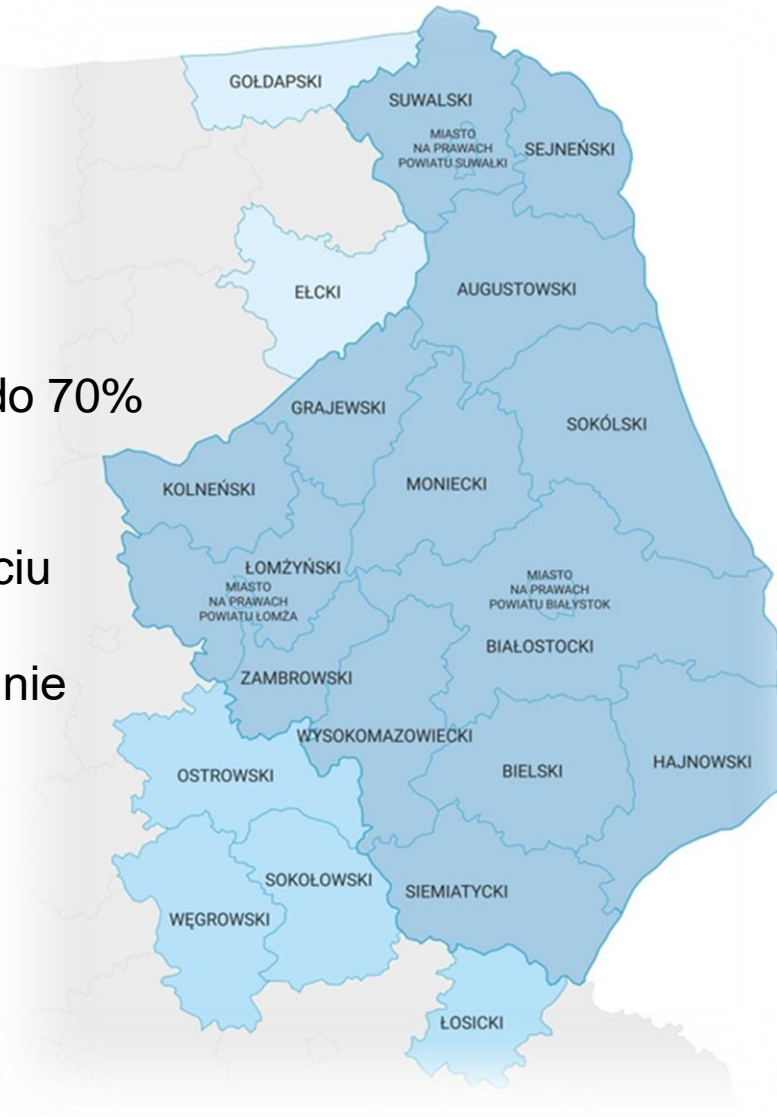 GOŁDAPSKI
SUWALSKI
MIASTO
NA PRAWACH
POWIATU SUWAŁKI
SEJNEŃSKI
EŁCKI
AUGUSTOWSKI
do 70%
GRAJEWSKI
SOKÓLSKI
KOLNEŃSKI
MONIECKI
ciu
ŁOMŻYŃSKI
MIASTO
NA PRAWACH
POWIATU ŁOMŻA
MIASTO
NA PRAWACH
POWIATU BIAŁYSTOK
BIAŁOSTOCKI
nie
ZAMBROWSKI
WYSOKOMAZOWIECKI
OSTROWSKI
BIELSKI
HAJNOWSKI
SOKOŁOWSKI
SIEMIATYCKI
WĘGROWSKI
ŁOSICKI